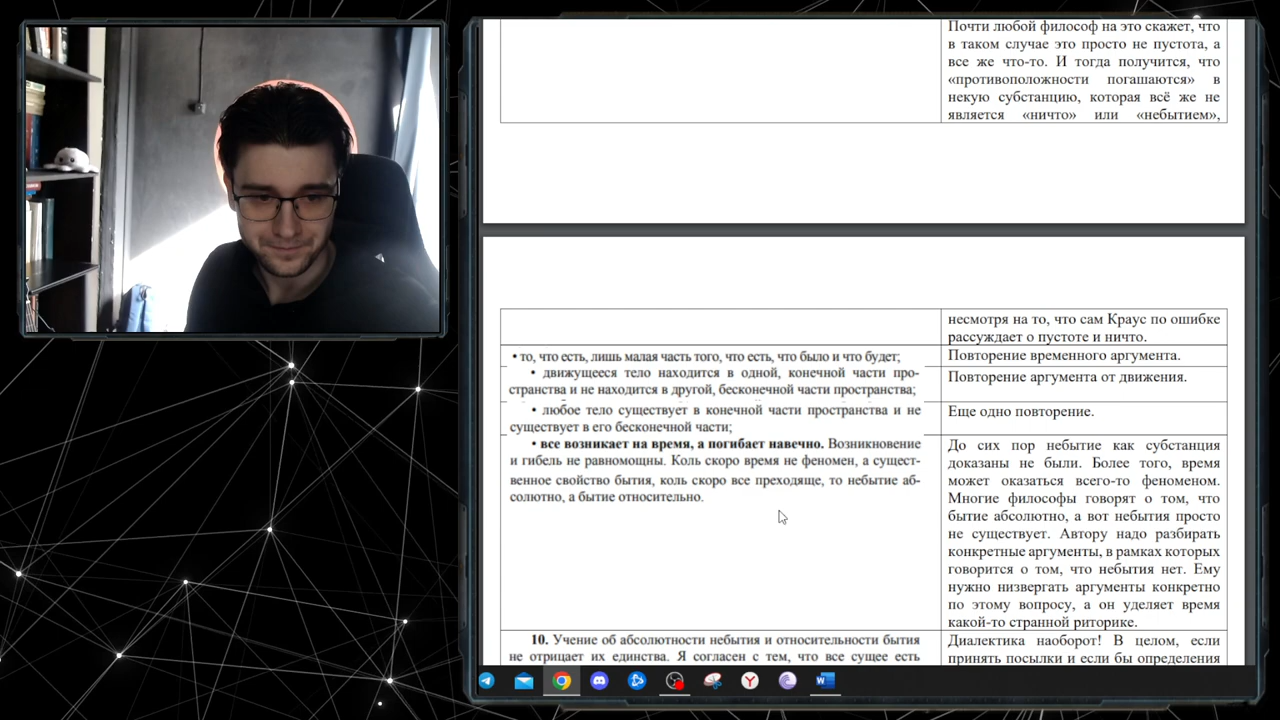 Почти любой философ на это скажет, что
в таком случае это просто не пустота, а
все же что-то. И тогда получится, что
«противоположности погашаются» в
некую субстанцию, которая всё же не
является «ничто» или «небытием»,
несмотря на то, что сам Краус по ошибке
рассуждает о пустоте и ничто.
• то, что есть, лишь малая часть того, что есть, что было и что будет;
Повторение временного аргумента.
• движущееся тело находится в одной, конечной части про-
странства и не находится в другой, бесконечной части пространства;
Повторение аргумента от движения.
• любое тело существует в конечной части пространства и не
существует в его бесконечной части;
Еще одно повторение.
• все возникает на время, а погибает навечно. Возникновение
и гибель не равномощны. Коль скоро время не феномен, а сущест-
венное свойство бытия, коль скоро все преходяще, то небытие аб-
солютно, а бытие относительно.
До сих пор небытие как субстанция
доказаны не были. Более того, время
может оказаться всего-то феноменом.
Многие философы говорят о том, что
бытие абсолютно, а вот небытия просто
не существует. Автору надо разбирать
конкретные аргументы, в рамках которых
говорится о том, что небытия нет. Ему
нужно низвергать аргументы конкретно
по этому вопросу, а он уделяет время
какой-то странной риторике.
10. Учение об абсолютности небытия и относительности бытия
не отрицает их единства. Я согласен с тем, что все сущее есть
Диалектика наоборот! В целом, если
принять посылки и если бы определения